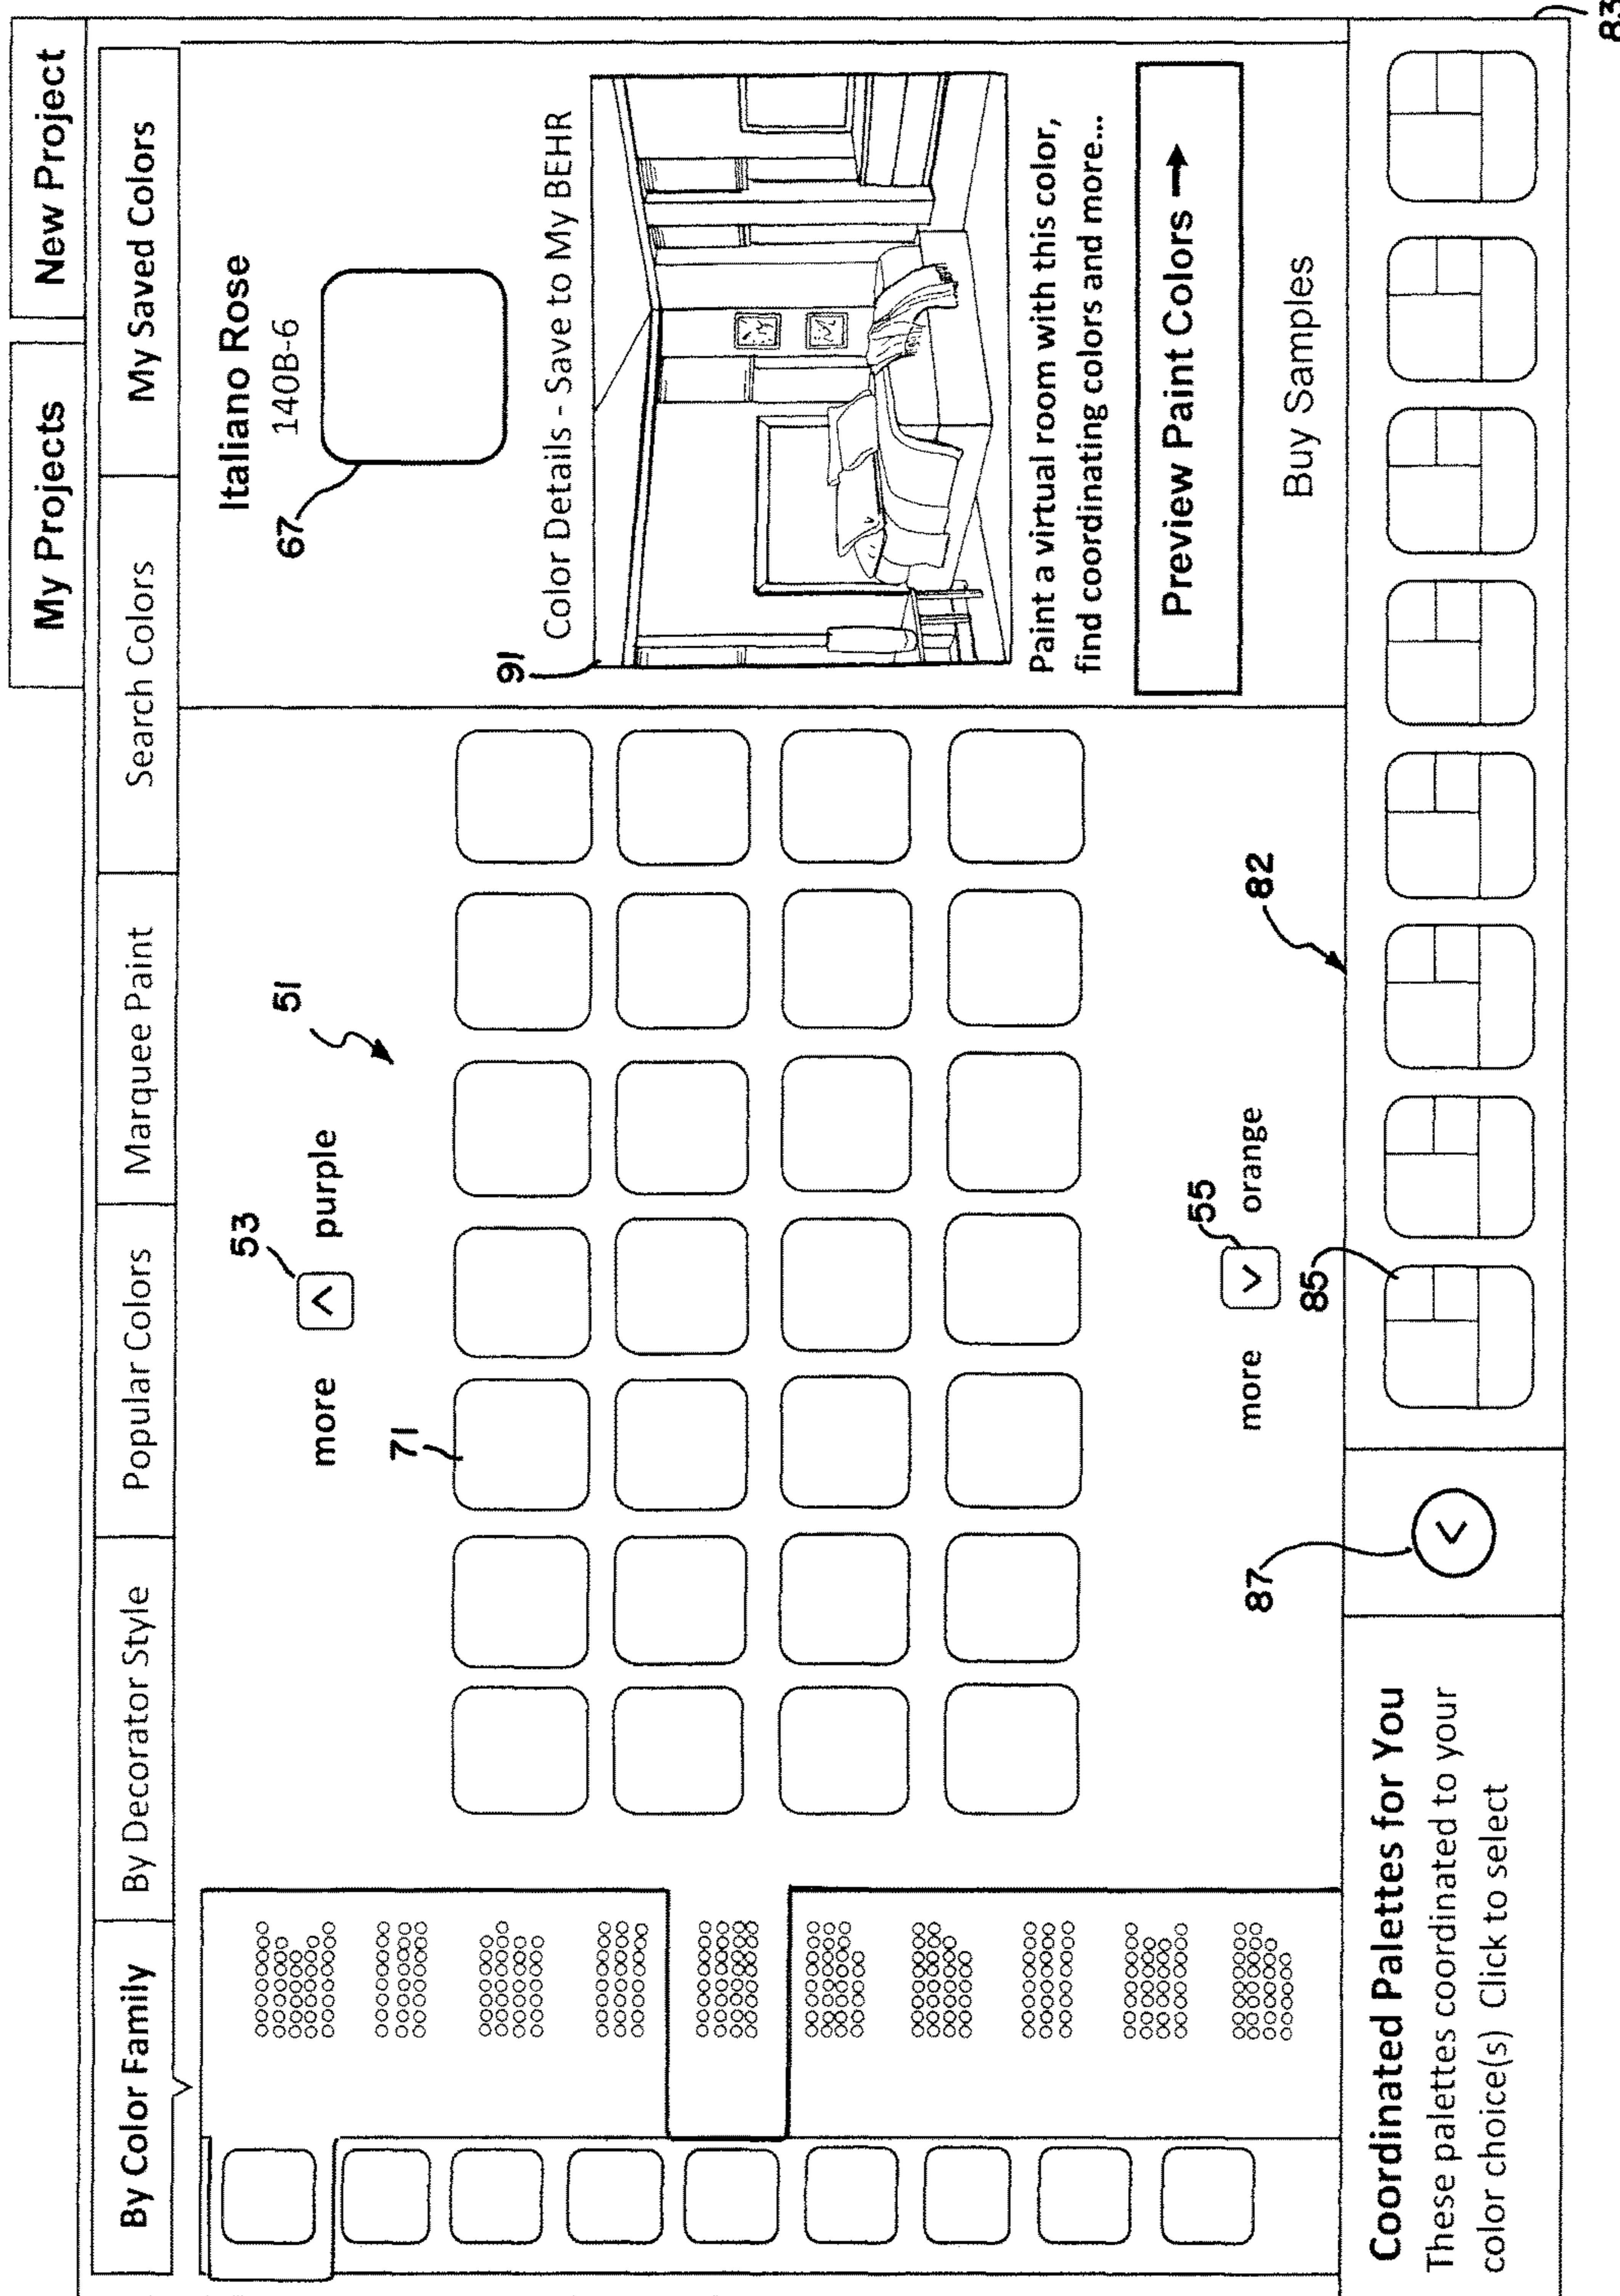 My Projects
New Project
By Color Family
By Decorator Style
Popular Colors
Marquee Paint
Search Colors
My Saved Colors
more
^
purple
53
51
71
Italiano Rose
140B-6
67
Color Details - Save to My BEHR
91
Paint a virtual room with this color,
find coordinating colors and more...
Preview Paint Colors →
Buy Samples
more
v
orange
55
82
85
87
<
Coordinated Palettes for You
These palettes coordinated to your
color choice(s) Click to select
83